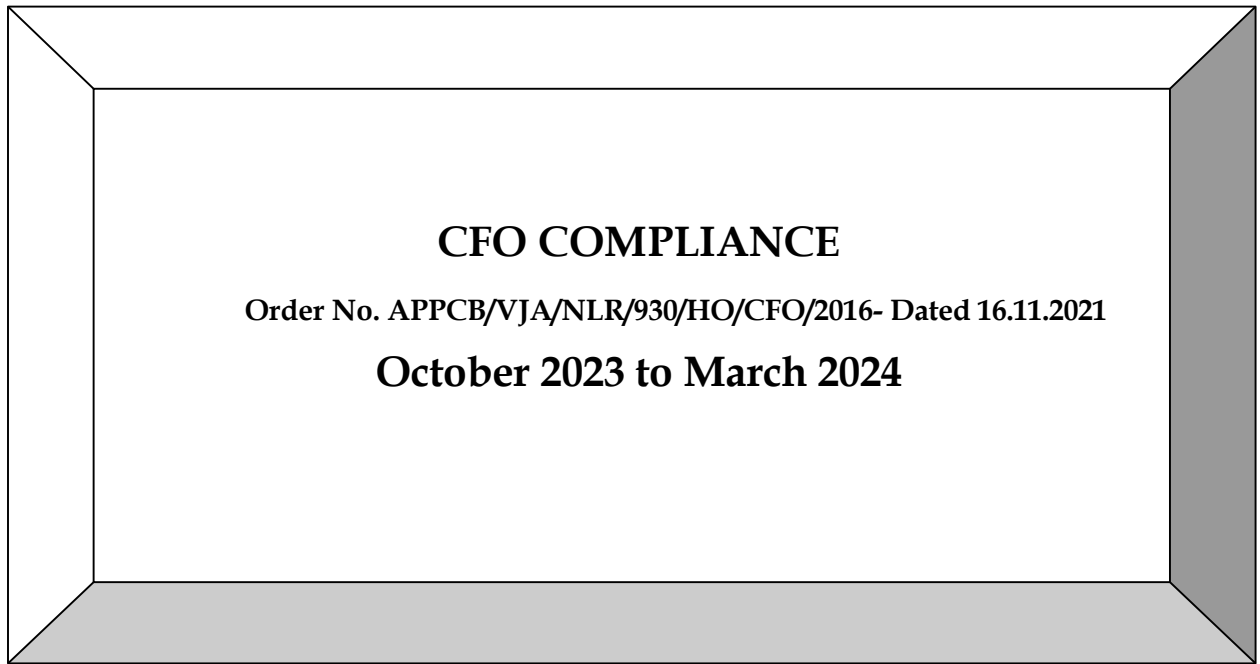 CFO COMPLIANCE
Order No. APPCB/VJA/NLR/930/HO/CFO/2016- Dated 16.11.2021
October 2023 to March 2024